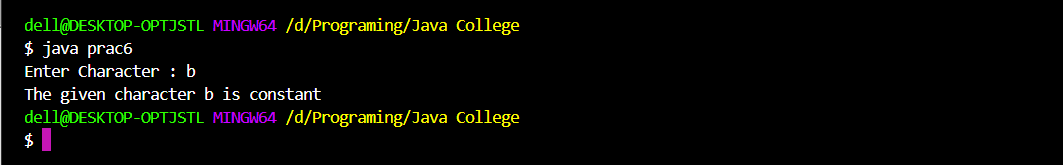 dell@DESKTOP-OPTJSTL MINGW64 /d/Programing/Java College
$ java prac6
Enter Character : b
The given character b is constant
dell@DESKTOP-OPTJSTL MINGW64 /d/Programing/Java College
$